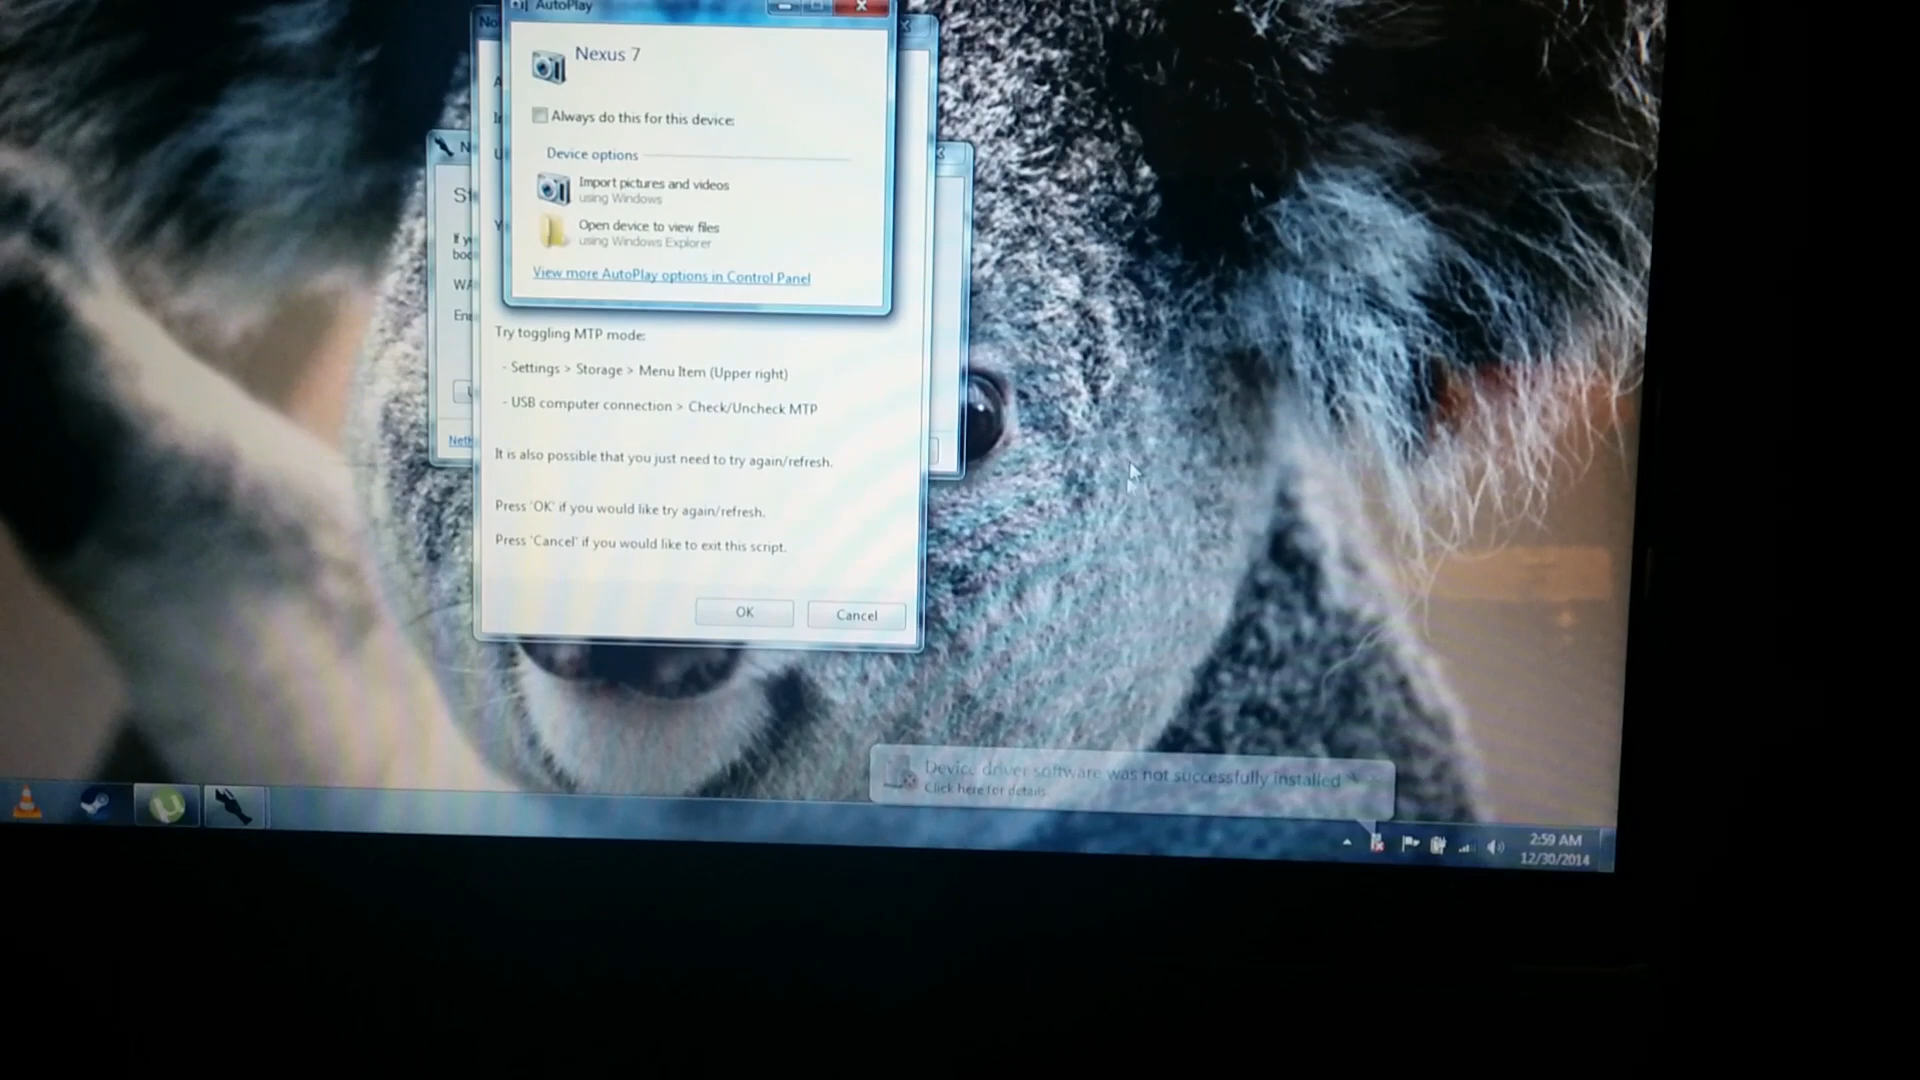 AutoPlay
Nexus 7
Always do this for this device:
Device options
Import pictures and videos
using Windows
Open device to view files
using Windows Explorer
View more AutoPlay options in Control Panel
Try toggling MTP mode:
- Settings > Storage > Menu Item (Upper right)
- USB computer connection > Check/Uncheck MTP
It is also possible that you just need to try again/refresh.
Press 'OK' if you would like try again/refresh.
Press 'Cancel' if you would like to exit this script.
OK
Cancel
Device driver software was not successfully installed
Click here for details.
2:59 AM
12/30/2014